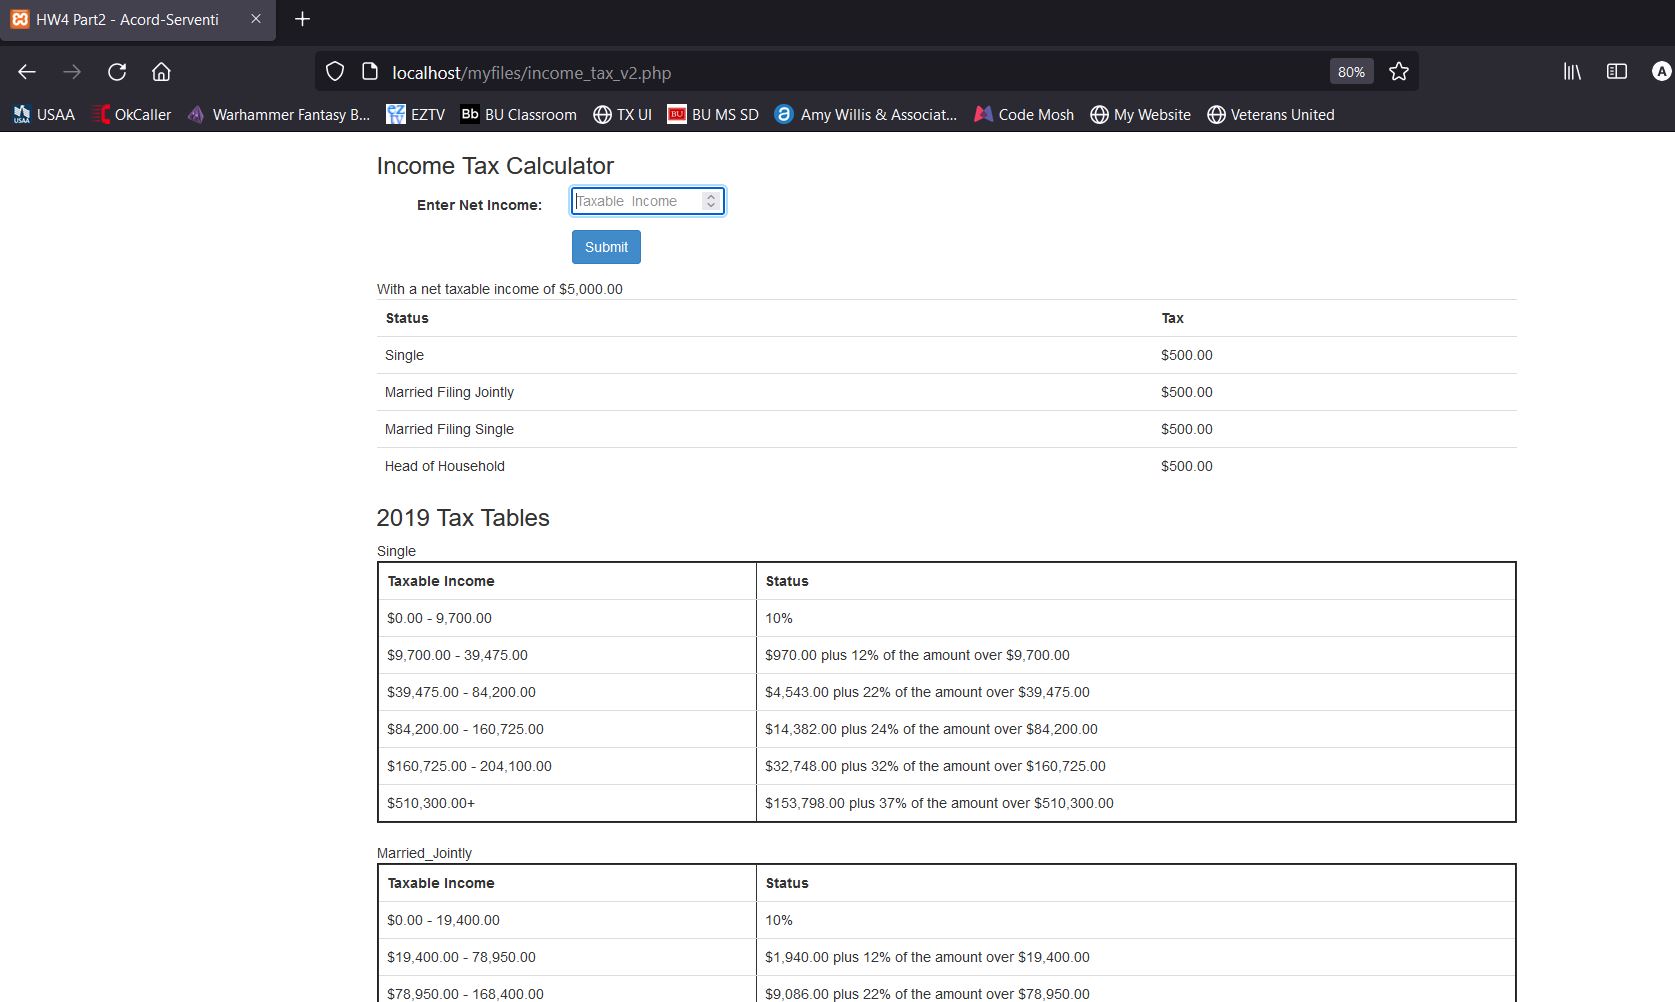 HW4 Part2 - Acord-Serventi
localhost/myfiles/income_tax_v2.php 80% A
USAA OkCaller Warhammer Fantasy B... EZTV Bb BU Classroom TX UI BU MS SD Amy Willis & Associat... Code Mosh My Website Veterans United
Income Tax Calculator
Enter Net Income: Taxable Income
Submit
With a net taxable income of $5,000.00
Status Tax
Single $500.00
Married Filing Jointly $500.00
Married Filing Single $500.00
Head of Household $500.00
2019 Tax Tables
Single
Taxable Income Status
$0.00 - 9,700.00 10%
$9,700.00 - 39,475.00 $970.00 plus 12% of the amount over $9,700.00
$39,475.00 - 84,200.00 $4,543.00 plus 22% of the amount over $39,475.00
$84,200.00 - 160,725.00 $14,382.00 plus 24% of the amount over $84,200.00
$160,725.00 - 204,100.00 $32,748.00 plus 32% of the amount over $160,725.00
$510,300.00+ $153,798.00 plus 37% of the amount over $510,300.00
Married_Jointly
Taxable Income Status
$0.00 - 19,400.00 10%
$19,400.00 - 78,950.00 $1,940.00 plus 12% of the amount over $19,400.00
$78,950.00 - 168,400.00 $9,086.00 plus 22% of the amount over $78,950.00